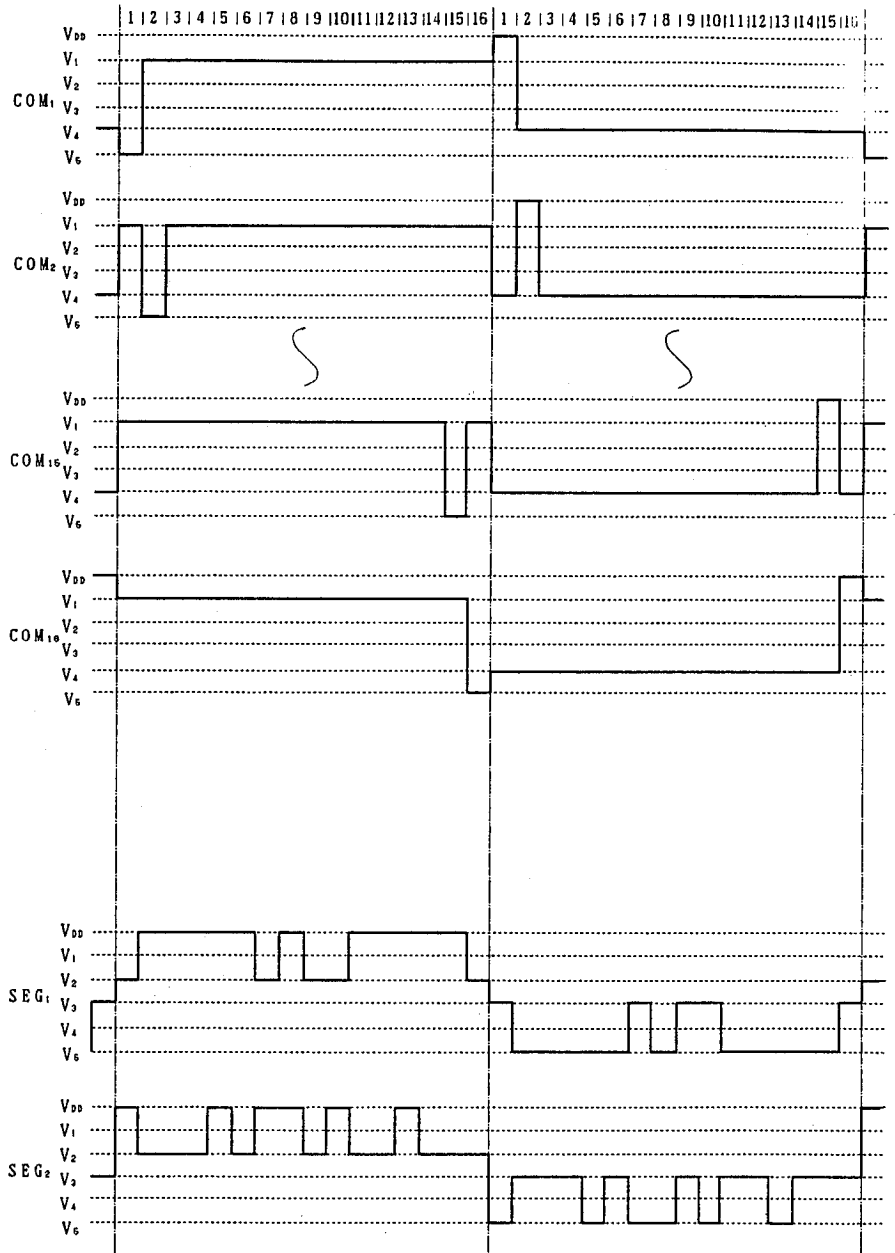 | 1 | 2 | 3 | 4 | 5 | 6 | 7 | 8 | 9 |10|11|12|13|14|15|16 | 1 | 2 | 3 | 4 | 5 | 6 | 7 | 8 | 9 |10|11|12|13|14|15|16
VDD
V1
V2
COM1 V3
V4
V5
VDD
V1
V2
COM2 V3
V4
V5
VDD
V1
V2
COM15 V3
V4
V5
VDD
V1
V2
COM16 V3
V4
V5
VDD
V1
V2
SEG1 V3
V4
V5
VDD
V1
V2
SEG2 V3
V4
V5